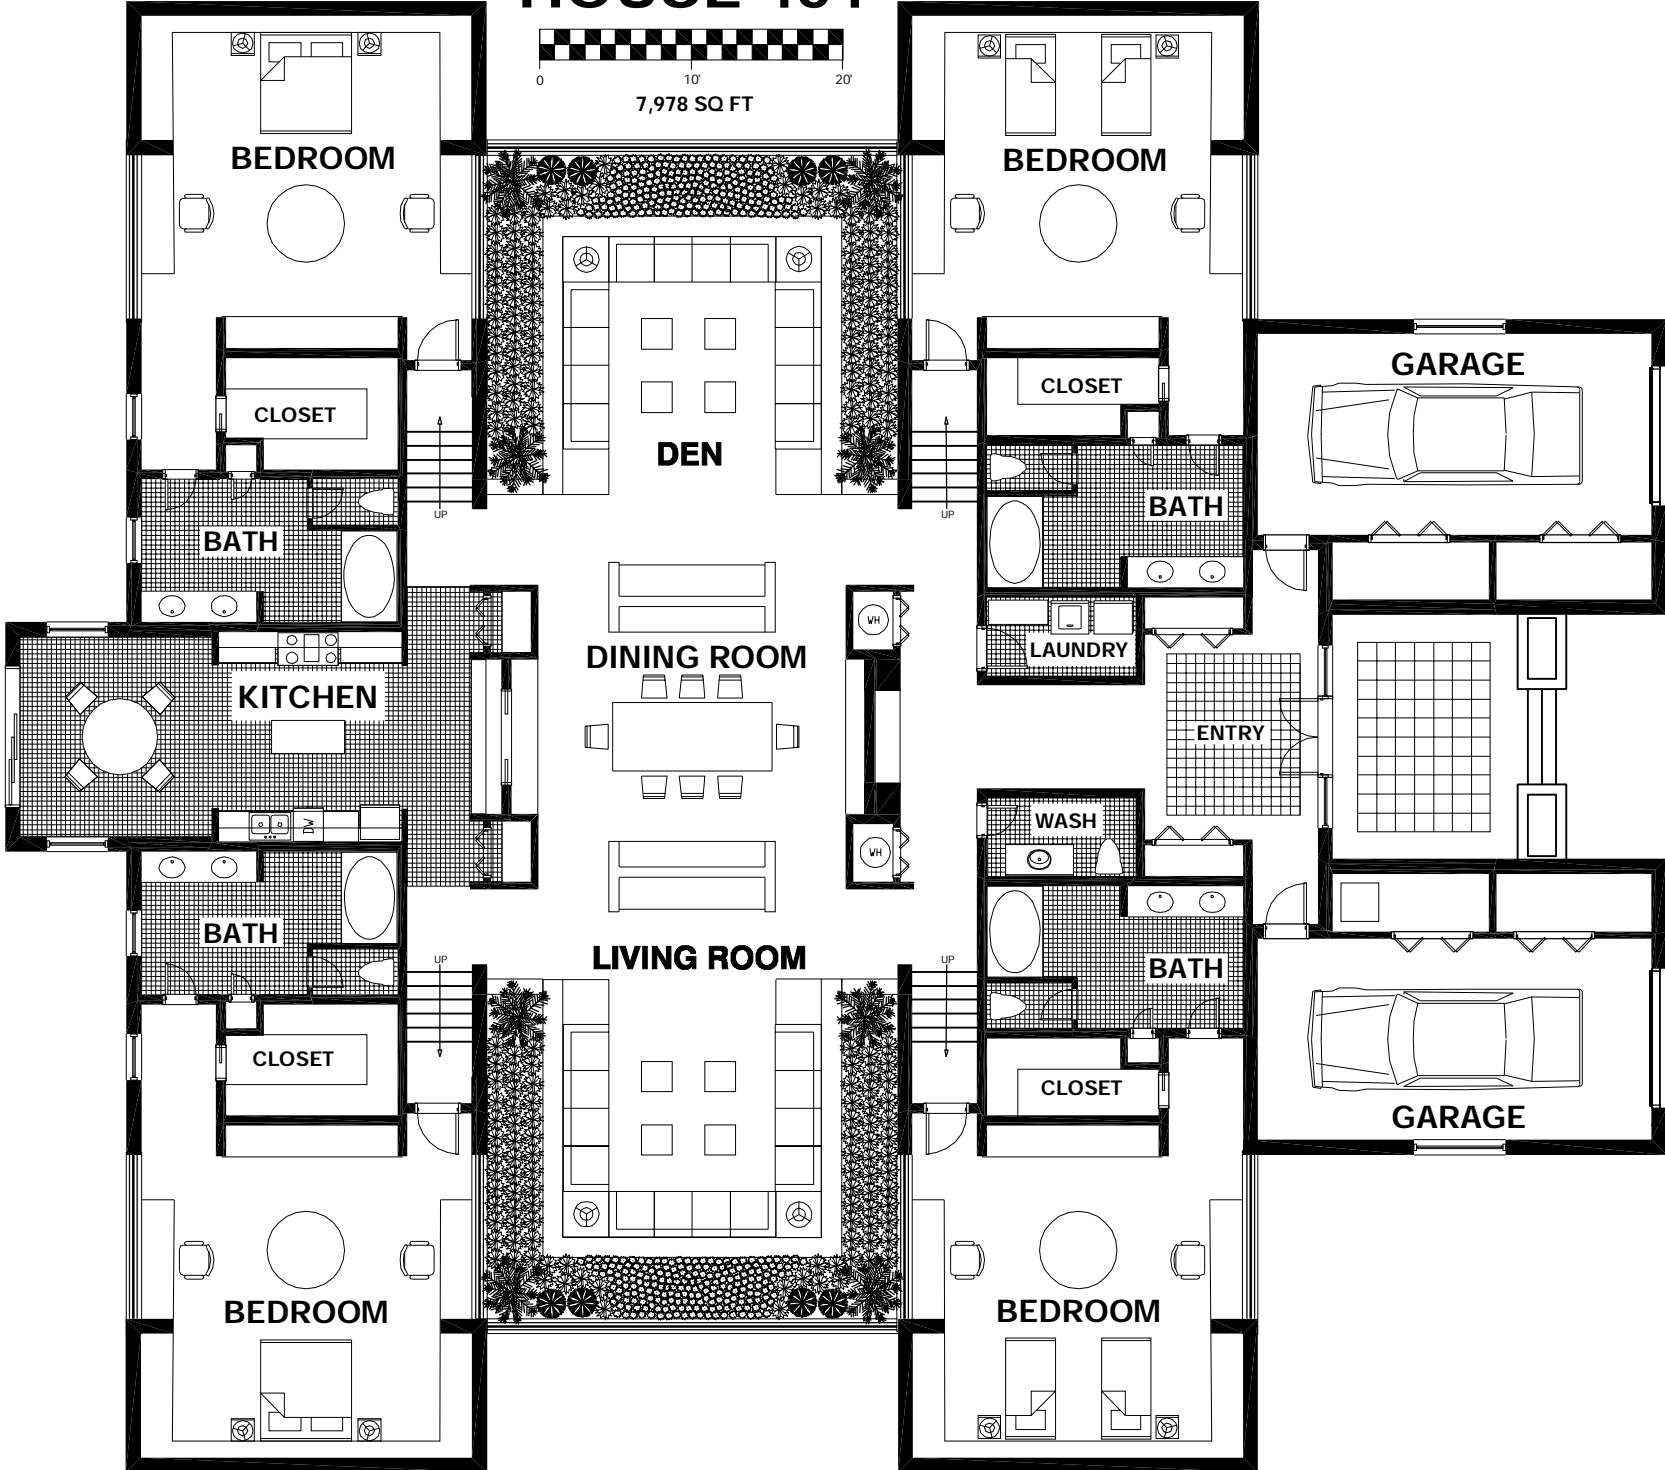 0 10' 20'
7,978 SQ FT
BEDROOM
BEDROOM
GARAGE
CLOSET
CLOSET
DEN
UP
UP
BATH
BATH
WH
LAUNDRY
DINING ROOM
KITCHEN
ENTRY
DW
WASH
WH
BATH
LIVING ROOM
UP
UP
BATH
CLOSET
CLOSET
GARAGE
BEDROOM
BEDROOM